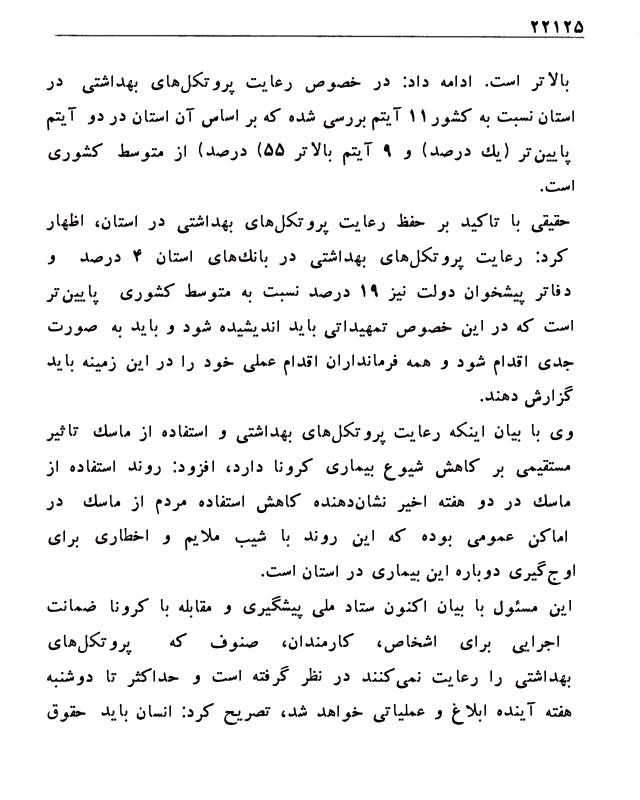 ۲۲۱۲۵
بالاتر است. ادامه داد: در خصوص رعایت پروتکل‌های بهداشتی در
استان نسبت به کشور ۱۱ آیتم بررسی شده که بر اساس آن استان در دو آیتم
پایین‌تر (یك درصد) و ۹ آیتم بالاتر ۵۵) درصد) از متوسط کشوری
است.
حقیقی با تاکید بر حفظ رعایت پروتکل‌های بهداشتی در استان، اظهار
کرد: رعایت پروتکل‌های بهداشتی در بانك‌های استان ۴ درصد و
دفاتر پیشخوان دولت نیز ۱۹ درصد نسبت به متوسط کشوری پایین‌تر
است که در این خصوص تمهیداتی باید اندیشیده شود و باید به صورت
جدی اقدام شود و همه فرمانداران اقدام عملی خود را در این زمینه باید
گزارش دهند.
وی با بیان اینکه رعایت پروتکل‌های بهداشتی و استفاده از ماسك تاثیر
مستقیمی بر کاهش شیوع بیماری کرونا دارد، افزود: روند استفاده از
ماسك در دو هفته اخیر نشان‌دهنده کاهش استفاده مردم از ماسك در
اماکن عمومی بوده که این روند با شیب ملایم و اخطاری برای
اوج‌گیری دوباره این بیماری در استان است.
این مسئول با بیان اکنون ستاد ملی پیشگیری و مقابله با کرونا ضمانت
اجرایی برای اشخاص، کارمندان، صنوف که پروتکل‌های
بهداشتی را رعایت نمی‌کنند در نظر گرفته است و حداکثر تا دوشنبه
هفته آینده ابلاغ و عملیاتی خواهد شد، تصریح کرد: انسان باید حقوق